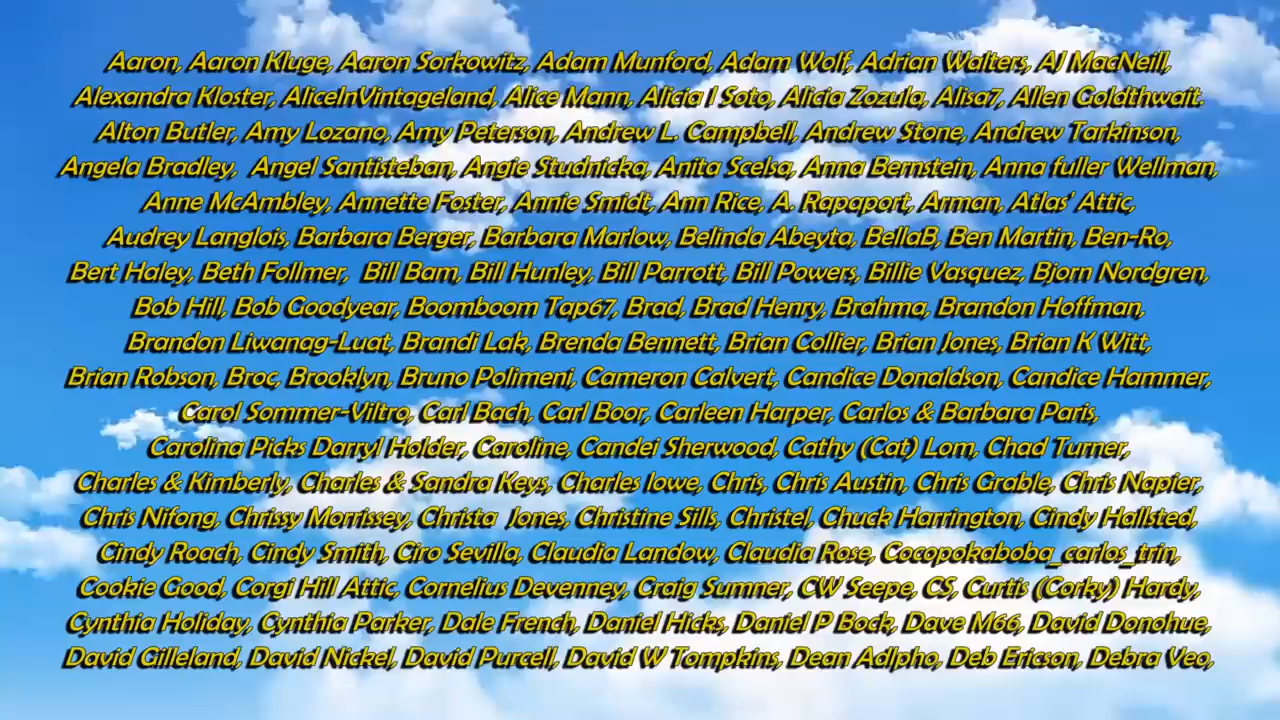 Aaron, Aaron Kluge, Aaron Sorkowitz, Adam Munford, Adam Wolf, Adrian Walters, AJ MacNeill,
Alexandra Kloster, AliceInVintageland, Alice Mann, Alicia I Soto, Alicia Zozula, Alisa7, Allen Goldthwait.
Alton Butler, Amy Lozano, Amy Peterson, Andrew L. Campbell, Andrew Stone, Andrew Tarkinson,
Angela Bradley, Angel Santisteban, Angie Studnicka, Anita Scelsa, Anna Bernstein, Anna fuller Wellman,
Anne McAmbley, Annette Foster, Annie Smidt, Ann Rice, A. Rapaport, Arman, Atlas' Attic,
Audrey Langlois, Barbara Berger, Barbara Marlow, Belinda Abeyta, BellaB, Ben Martin, Ben-Ro,
Bert Haley, Beth Follmer, Bill Bam, Bill Hunley, Bill Parrott, Bill Powers, Billie Vasquez, Bjorn Nordgren,
Bob Hill, Bob Goodyear, Boomboom Tap67, Brad, Brad Henry, Brahma, Brandon Hoffman,
Brandon Liwanag-Luat, Brandi Lak, Brenda Bennett, Brian Collier, Brian Jones, Brian K Witt,
Brian Robson, Broc, Brooklyn, Bruno Polimeni, Cameron Calvert, Candice Donaldson, Candice Hammer,
Carol Sommer-Viltro, Carl Bach, Carl Boor, Carleen Harper, Carlos & Barbara Paris,
Carolina Picks Darryl Holder, Caroline, Candei Sherwood, Cathy (Cat) Lom, Chad Turner,
Charles & Kimberly, Charles & Sandra Keys, Charles lowe, Chris, Chris Austin, Chris Grable, Chris Napier,
Chris Nifong, Chrissy Morrissey, Christa Jones, Christine Sills, Christel, Chuck Harrington, Cindy Hallsted,
Cindy Roach, Cindy Smith, Ciro Sevilla, Claudia Landow, Claudia Rose, Cocopokaboba_carlos_trin,
Cookie Good, Corgi Hill Attic, Cornelius Devenney, Craig Sumner, CW Seepe, CS, Curtis (Corky) Hardy,
Cynthia Holiday, Cynthia Parker, Dale French, Daniel Hicks, Daniel P Bock, Dave M66, David Donohue,
David Gilleland, David Nickel, David Purcell, David W Tompkins, Dean Adlpho, Deb Ericson, Debra Veo,